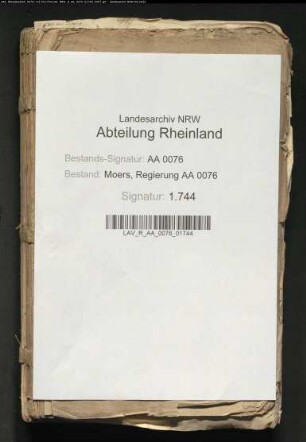 Landesarchiv NRW
Abteilung Rheinland
Bestands-Signatur: AA 0076
Bestand: Moers, Regierung AA 0076
Signatur: 1.744
LAV_R_AA_0076_01744